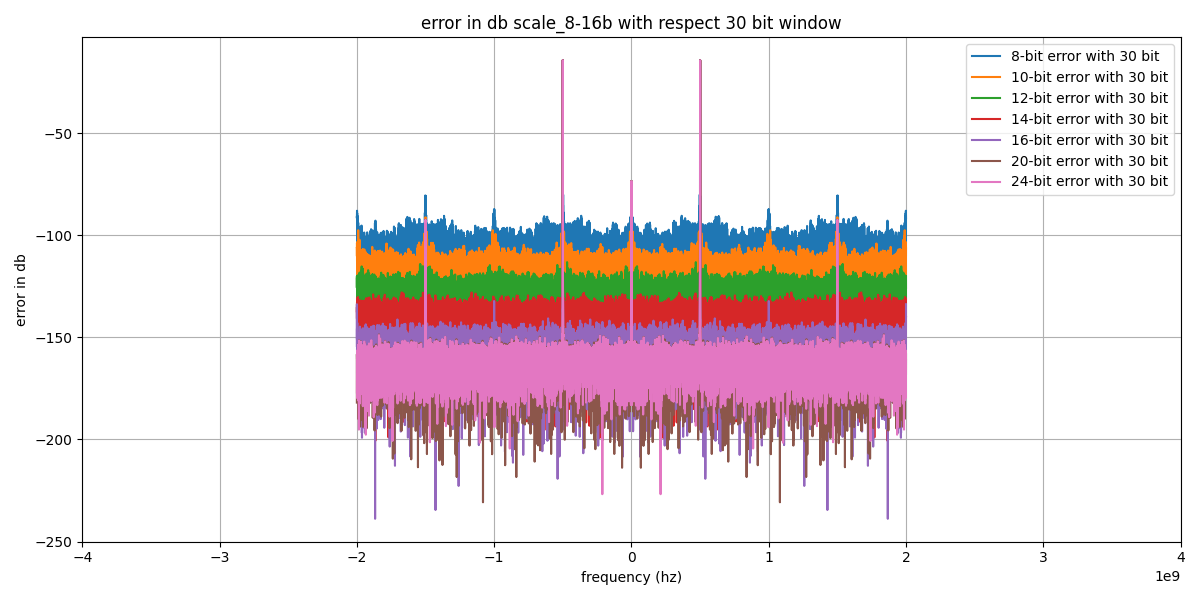 error in db scale_8-16b with respect 30 bit window
8-bit error with 30 bit
10-bit error with 30 bit
12-bit error with 30 bit
14-bit error with 30 bit
16-bit error with 30 bit
20-bit error with 30 bit
24-bit error with 30 bit
error in db
−50
−100
−150
−200
−250
−4 −3 −2 −1 0 1 2 3 4
1e9
frequency (hz)